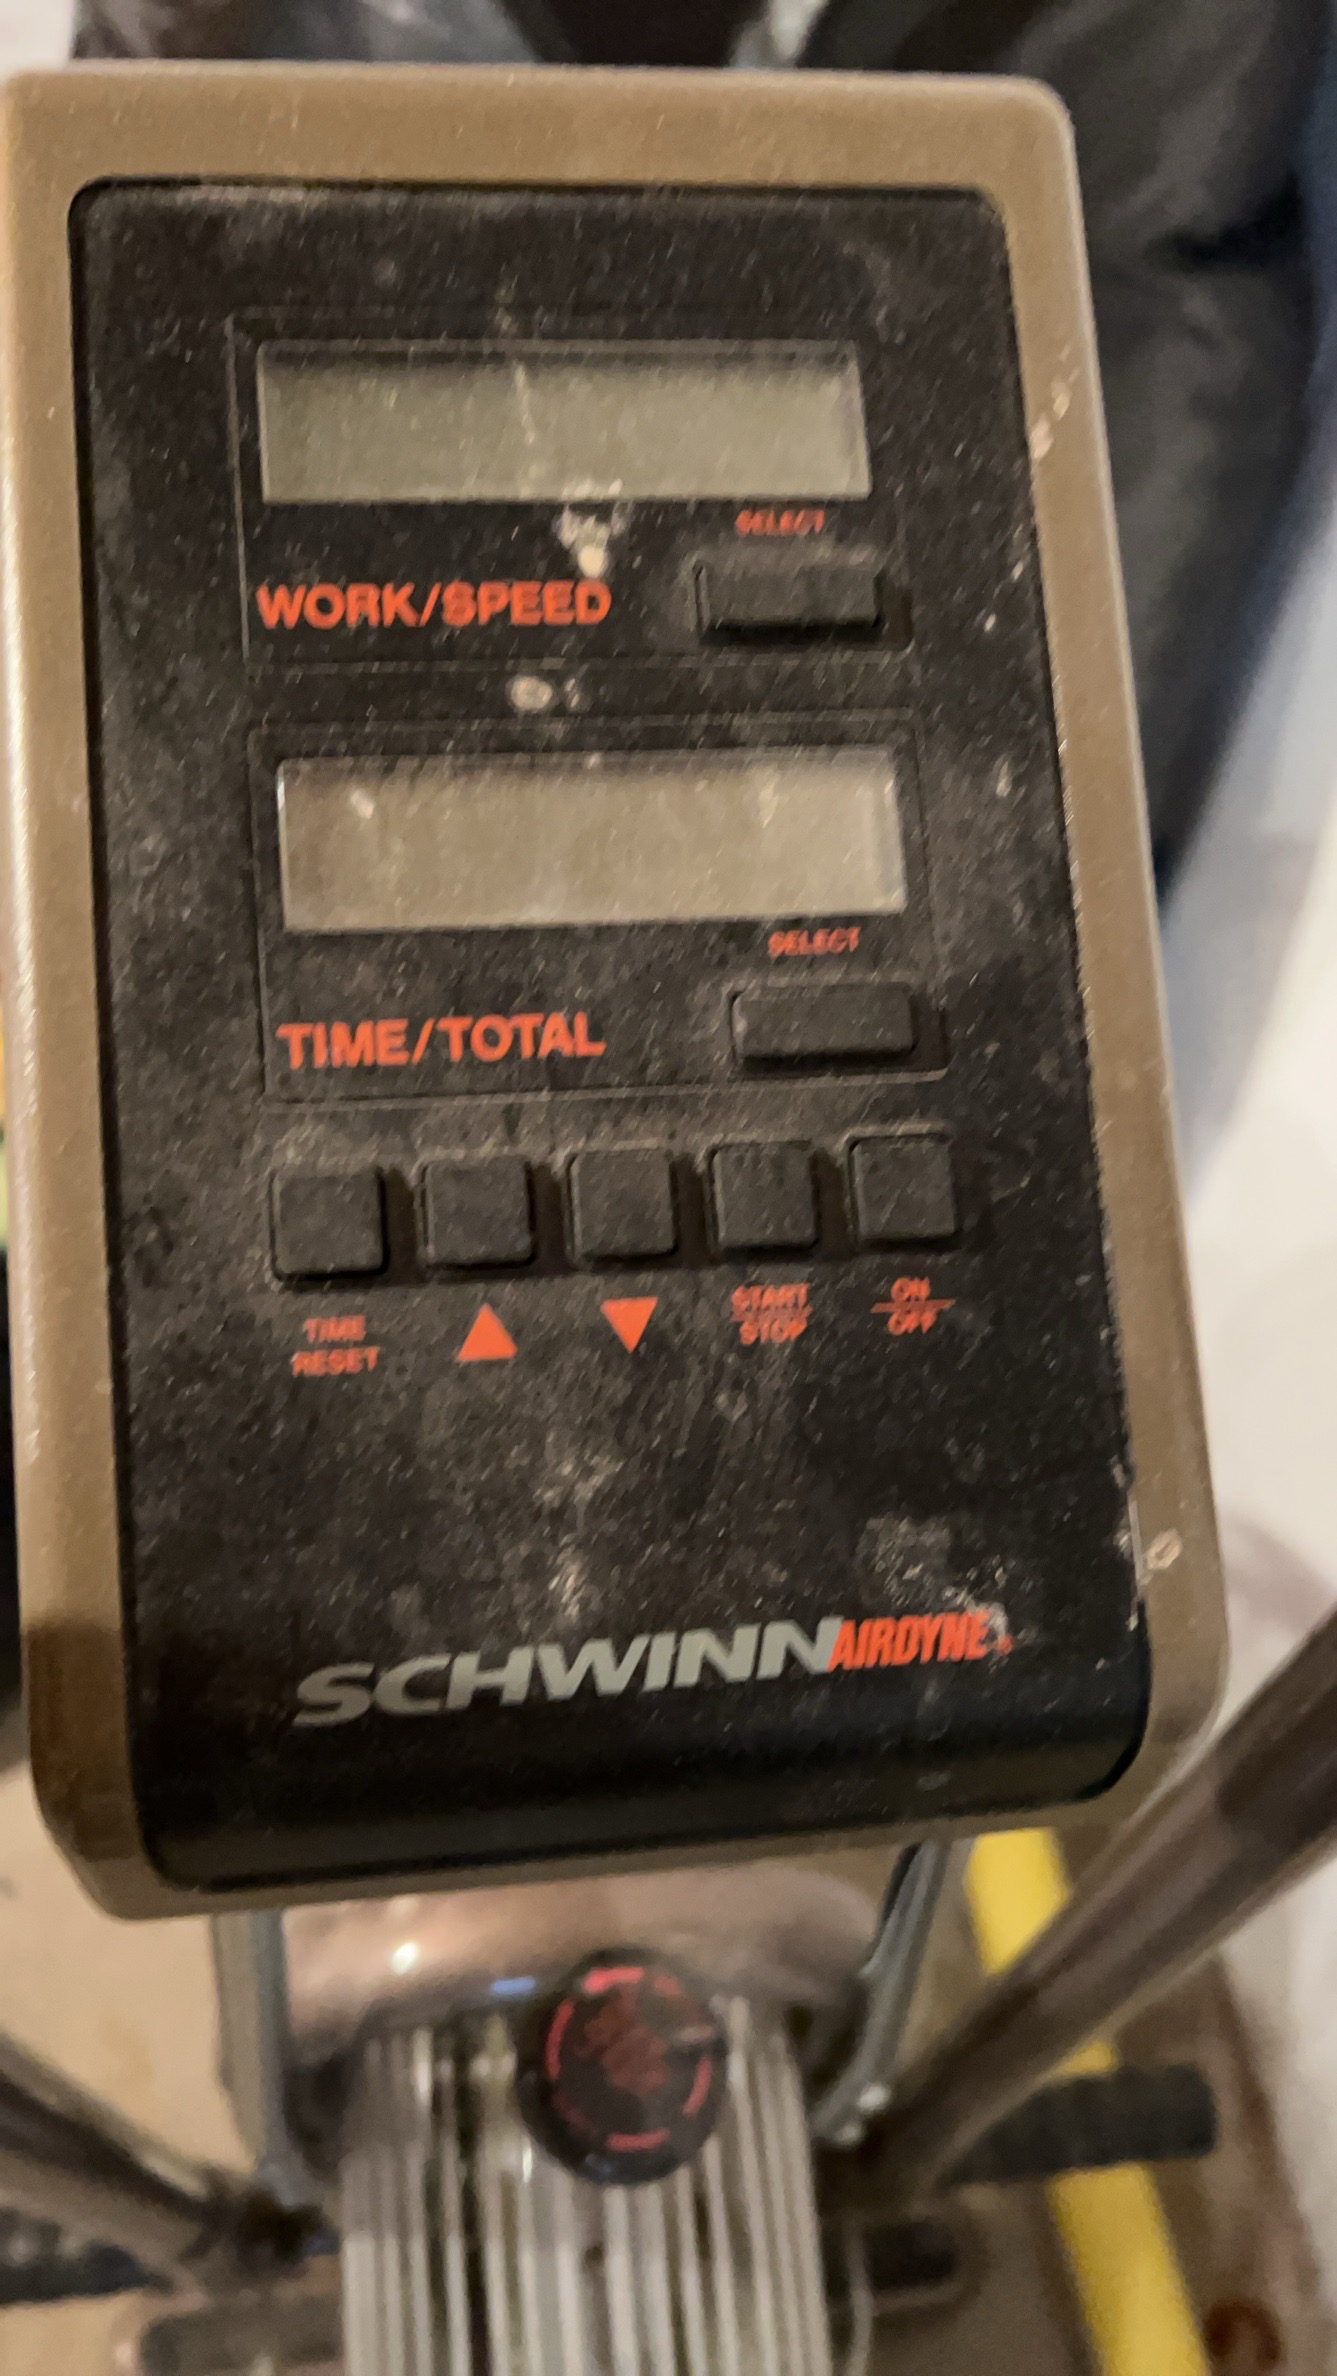 SELECT
WORK/SPEED
SELECT
TIME/TOTAL
TIME
RESET
START
STOP
ON
OFF
SCHWINN AIRDYNE®